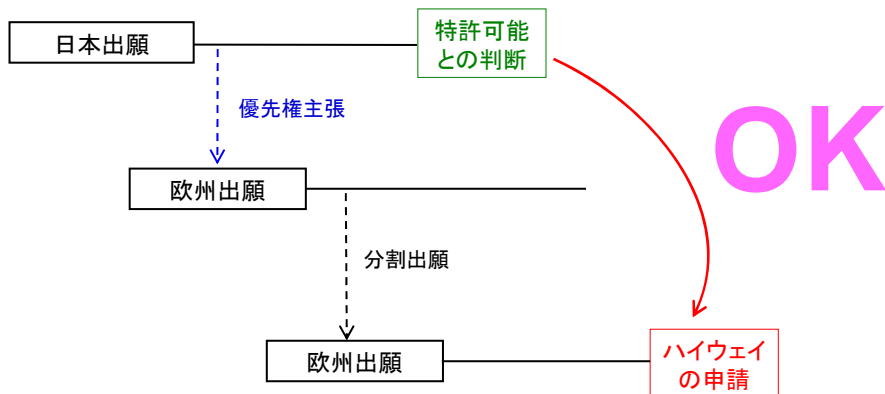 日本出願
特許可能
との判断
優先権主張
OK
欧州出願
分割出願
欧州出願
ハイウェイ
の申請